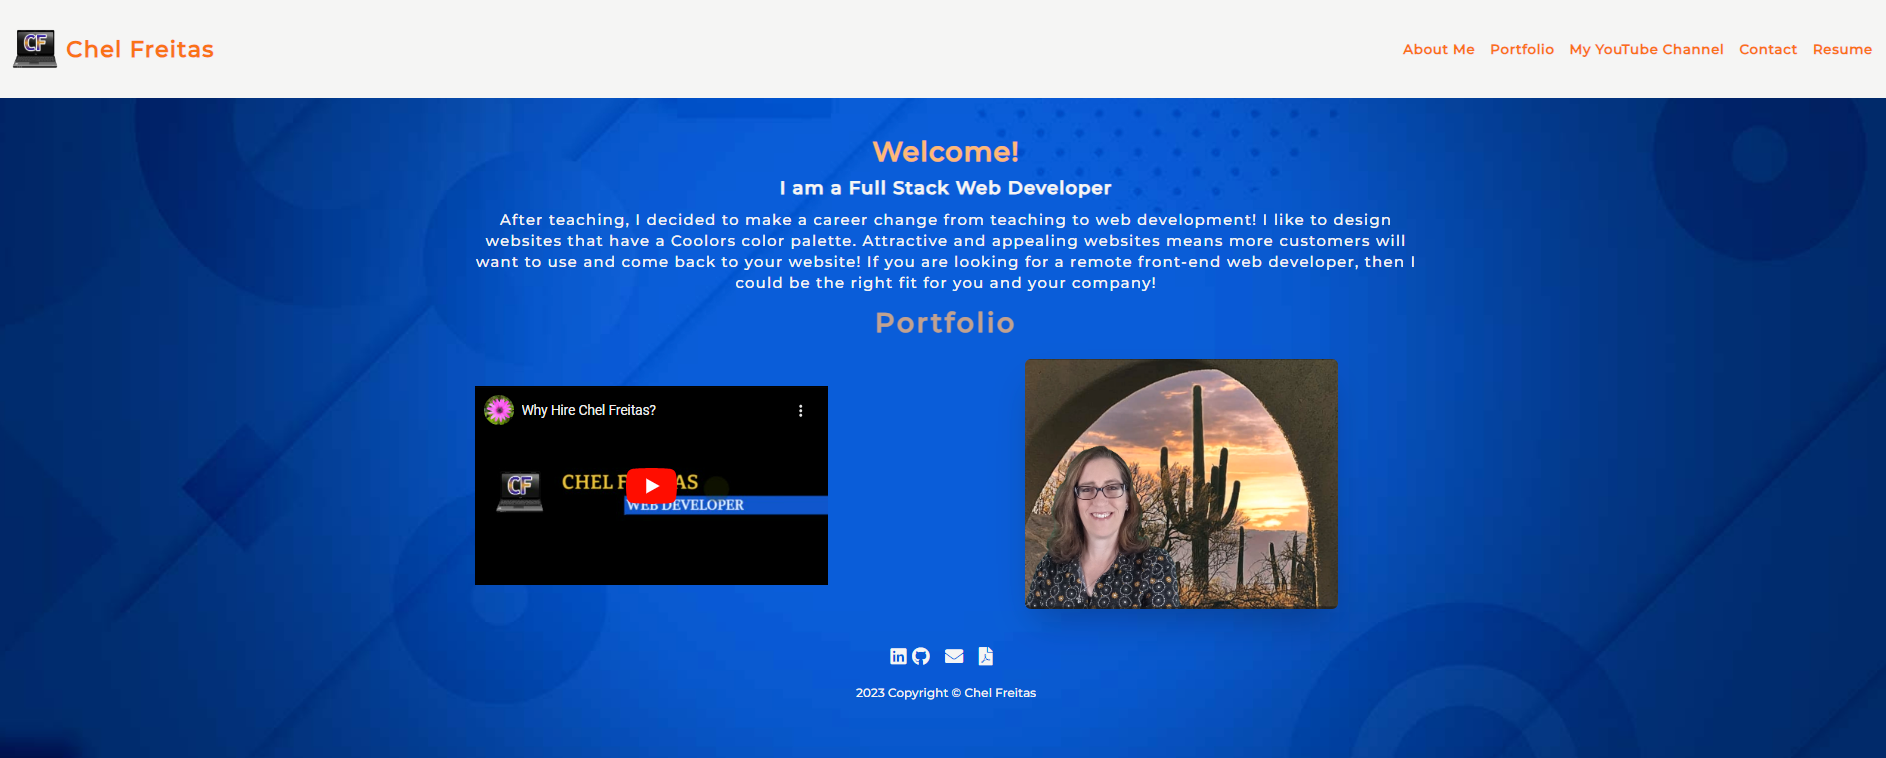 CF Chel Freitas
About Me Portfolio My YouTube Channel Contact Resume
Welcome!
I am a Full Stack Web Developer
After teaching, I decided to make a career change from teaching to web development! I like to design
websites that have a Coolors color palette. Attractive and appealing websites means more customers will
want to use and come back to your website! If you are looking for a remote front-end web developer, then I
could be the right fit for you and your company!
Portfolio
Why Hire Chel Freitas?
CF CHEL F AS
WEB DEVELOPER
2023 Copyright © Chel Freitas